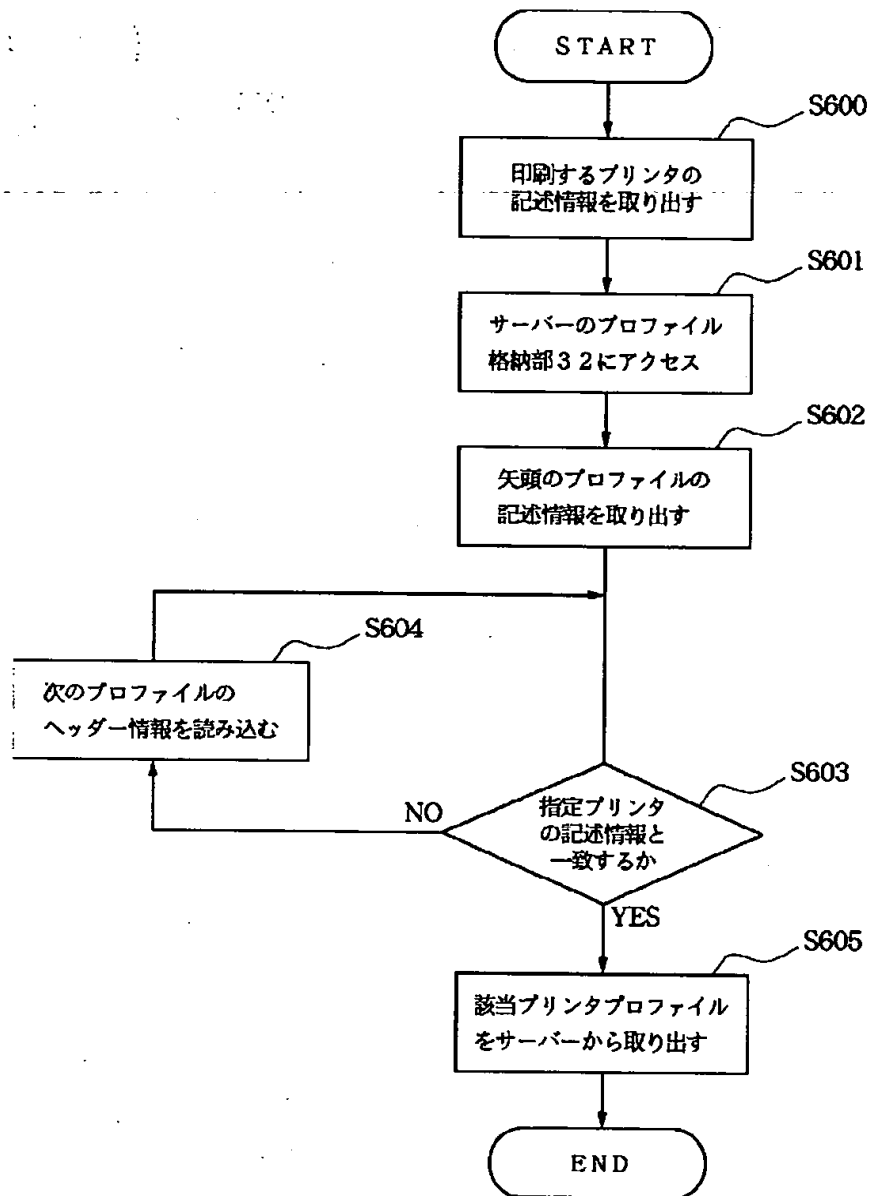 START
S600
印刷するプリンタの
記述情報を取り出す
S601
サーバーのプロファイル
格納部32にアクセス
S602
矢頭のプロファイルの
記述情報を取り出す
S604
次のプロファイルの
ヘッダー情報を読み込む
S603
指定プリンタ
の記述情報と
一致するか
NO
YES
S605
該当プリンタプロファイル
をサーバーから取り出す
END